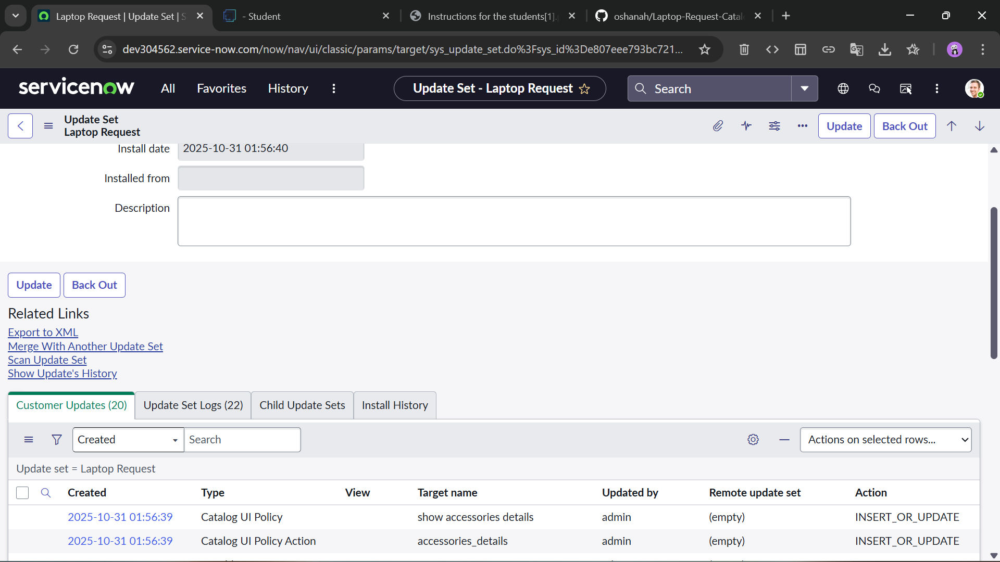 Laptop Request | Update Set | S
- Student
Instructions for the students[1].
oshanah/Laptop-Request-Catal
dev304562.service-now.com/now/nav/ui/classic/params/target/sys_update_set.do%3Fsys_id%3De807eee793bc721...
servicenow
All
Favorites
History
Update Set - Laptop Request
Search
Update Set
Laptop Request
Update
Back Out
Install date
2025-10-31 01:56:40
Installed from
Description
Update
Back Out
Related Links
Export to XML
Merge With Another Update Set
Scan Update Set
Show Update's History
Customer Updates (20)
Update Set Logs (22)
Child Update Sets
Install History
Created
Search
Actions on selected rows...
Update set = Laptop Request
Created Type View Target name Updated by Remote update set Action
2025-10-31 01:56:39 Catalog UI Policy show accessories details admin (empty) INSERT_OR_UPDATE
2025-10-31 01:56:39 Catalog UI Policy Action accessories_details admin (empty) INSERT_OR_UPDATE